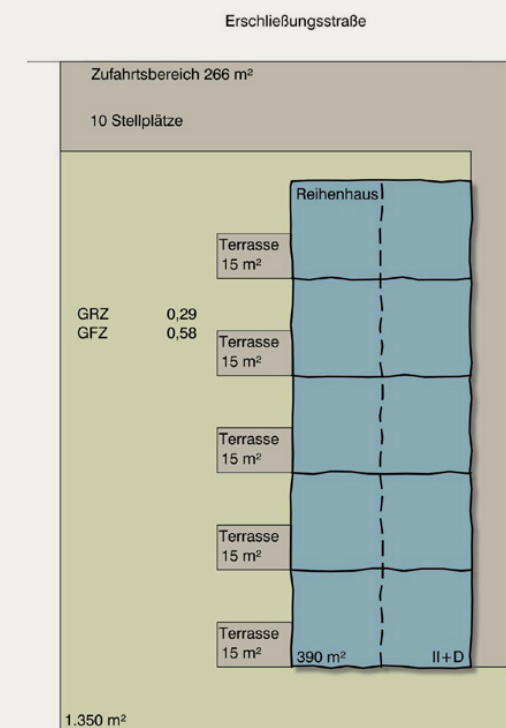 Erschließungsstraße
Zufahrtsbereich 266 m²
10 Stellplätze
Reihenhaus
Terrasse
15 m²
GRZ 0,29
GFZ 0,58
Terrasse
15 m²
Terrasse
15 m²
Terrasse
15 m²
Terrasse
15 m²
390 m² II+D
1.350 m²